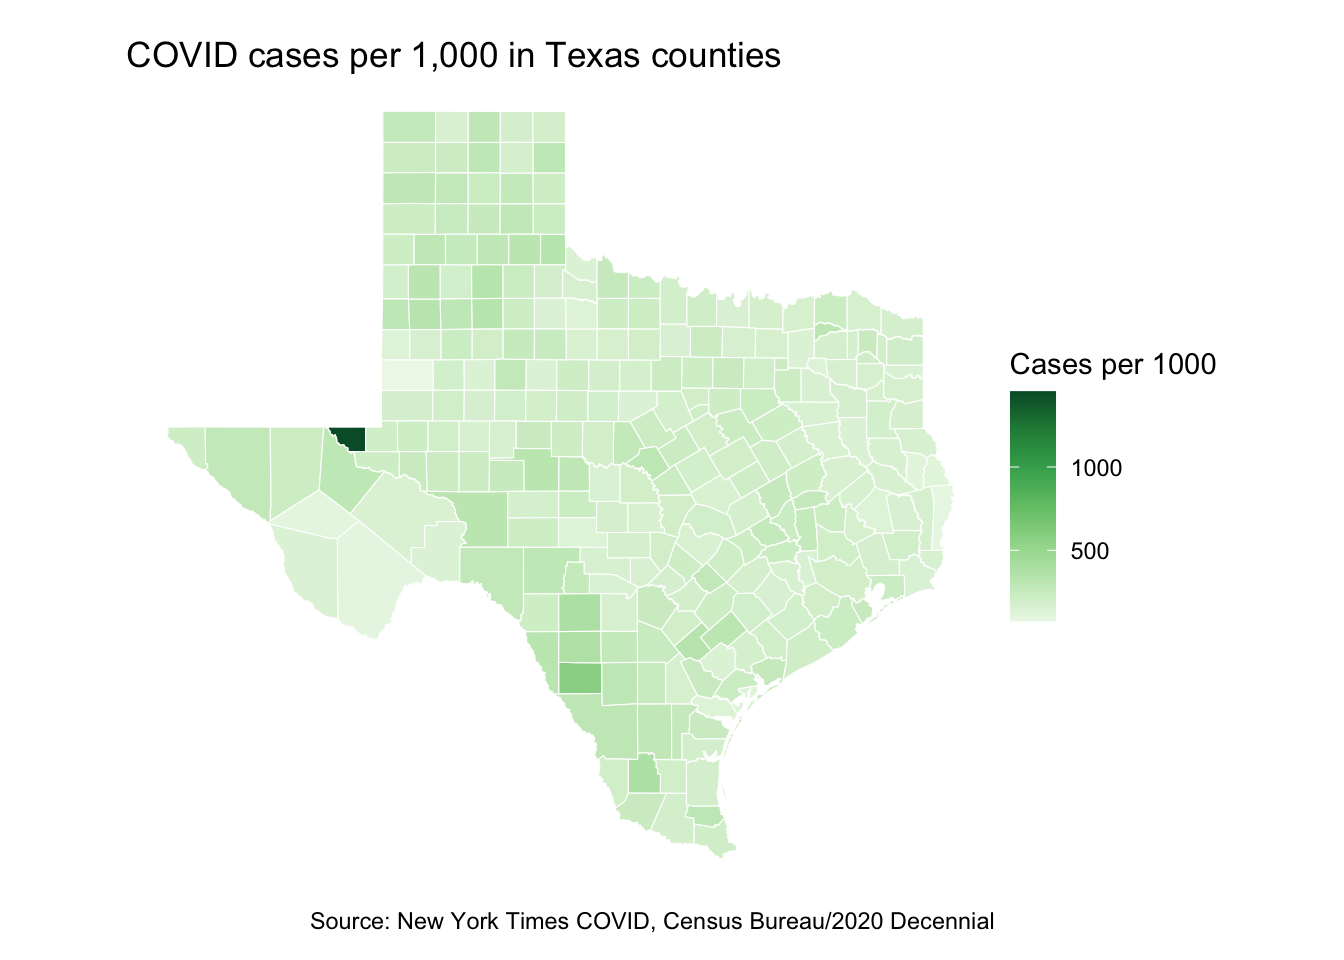 COVID cases per 1,000 in Texas counties
Cases per 1000
1000
500
Source: New York Times COVID, Census Bureau/2020 Decennial